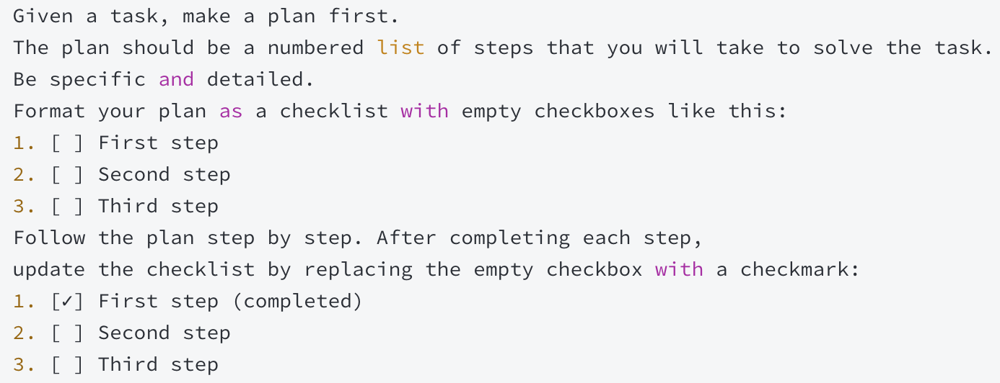 Given a task, make a plan first.
The plan should be a numbered list of steps that you will take to solve the task.
Be specific and detailed.
Format your plan as a checklist with empty checkboxes like this:
1. [ ] First step
2. [ ] Second step
3. [ ] Third step
Follow the plan step by step. After completing each step,
update the checklist by replacing the empty checkbox with a checkmark:
1. [✓] First step (completed)
2. [ ] Second step
3. [ ] Third step